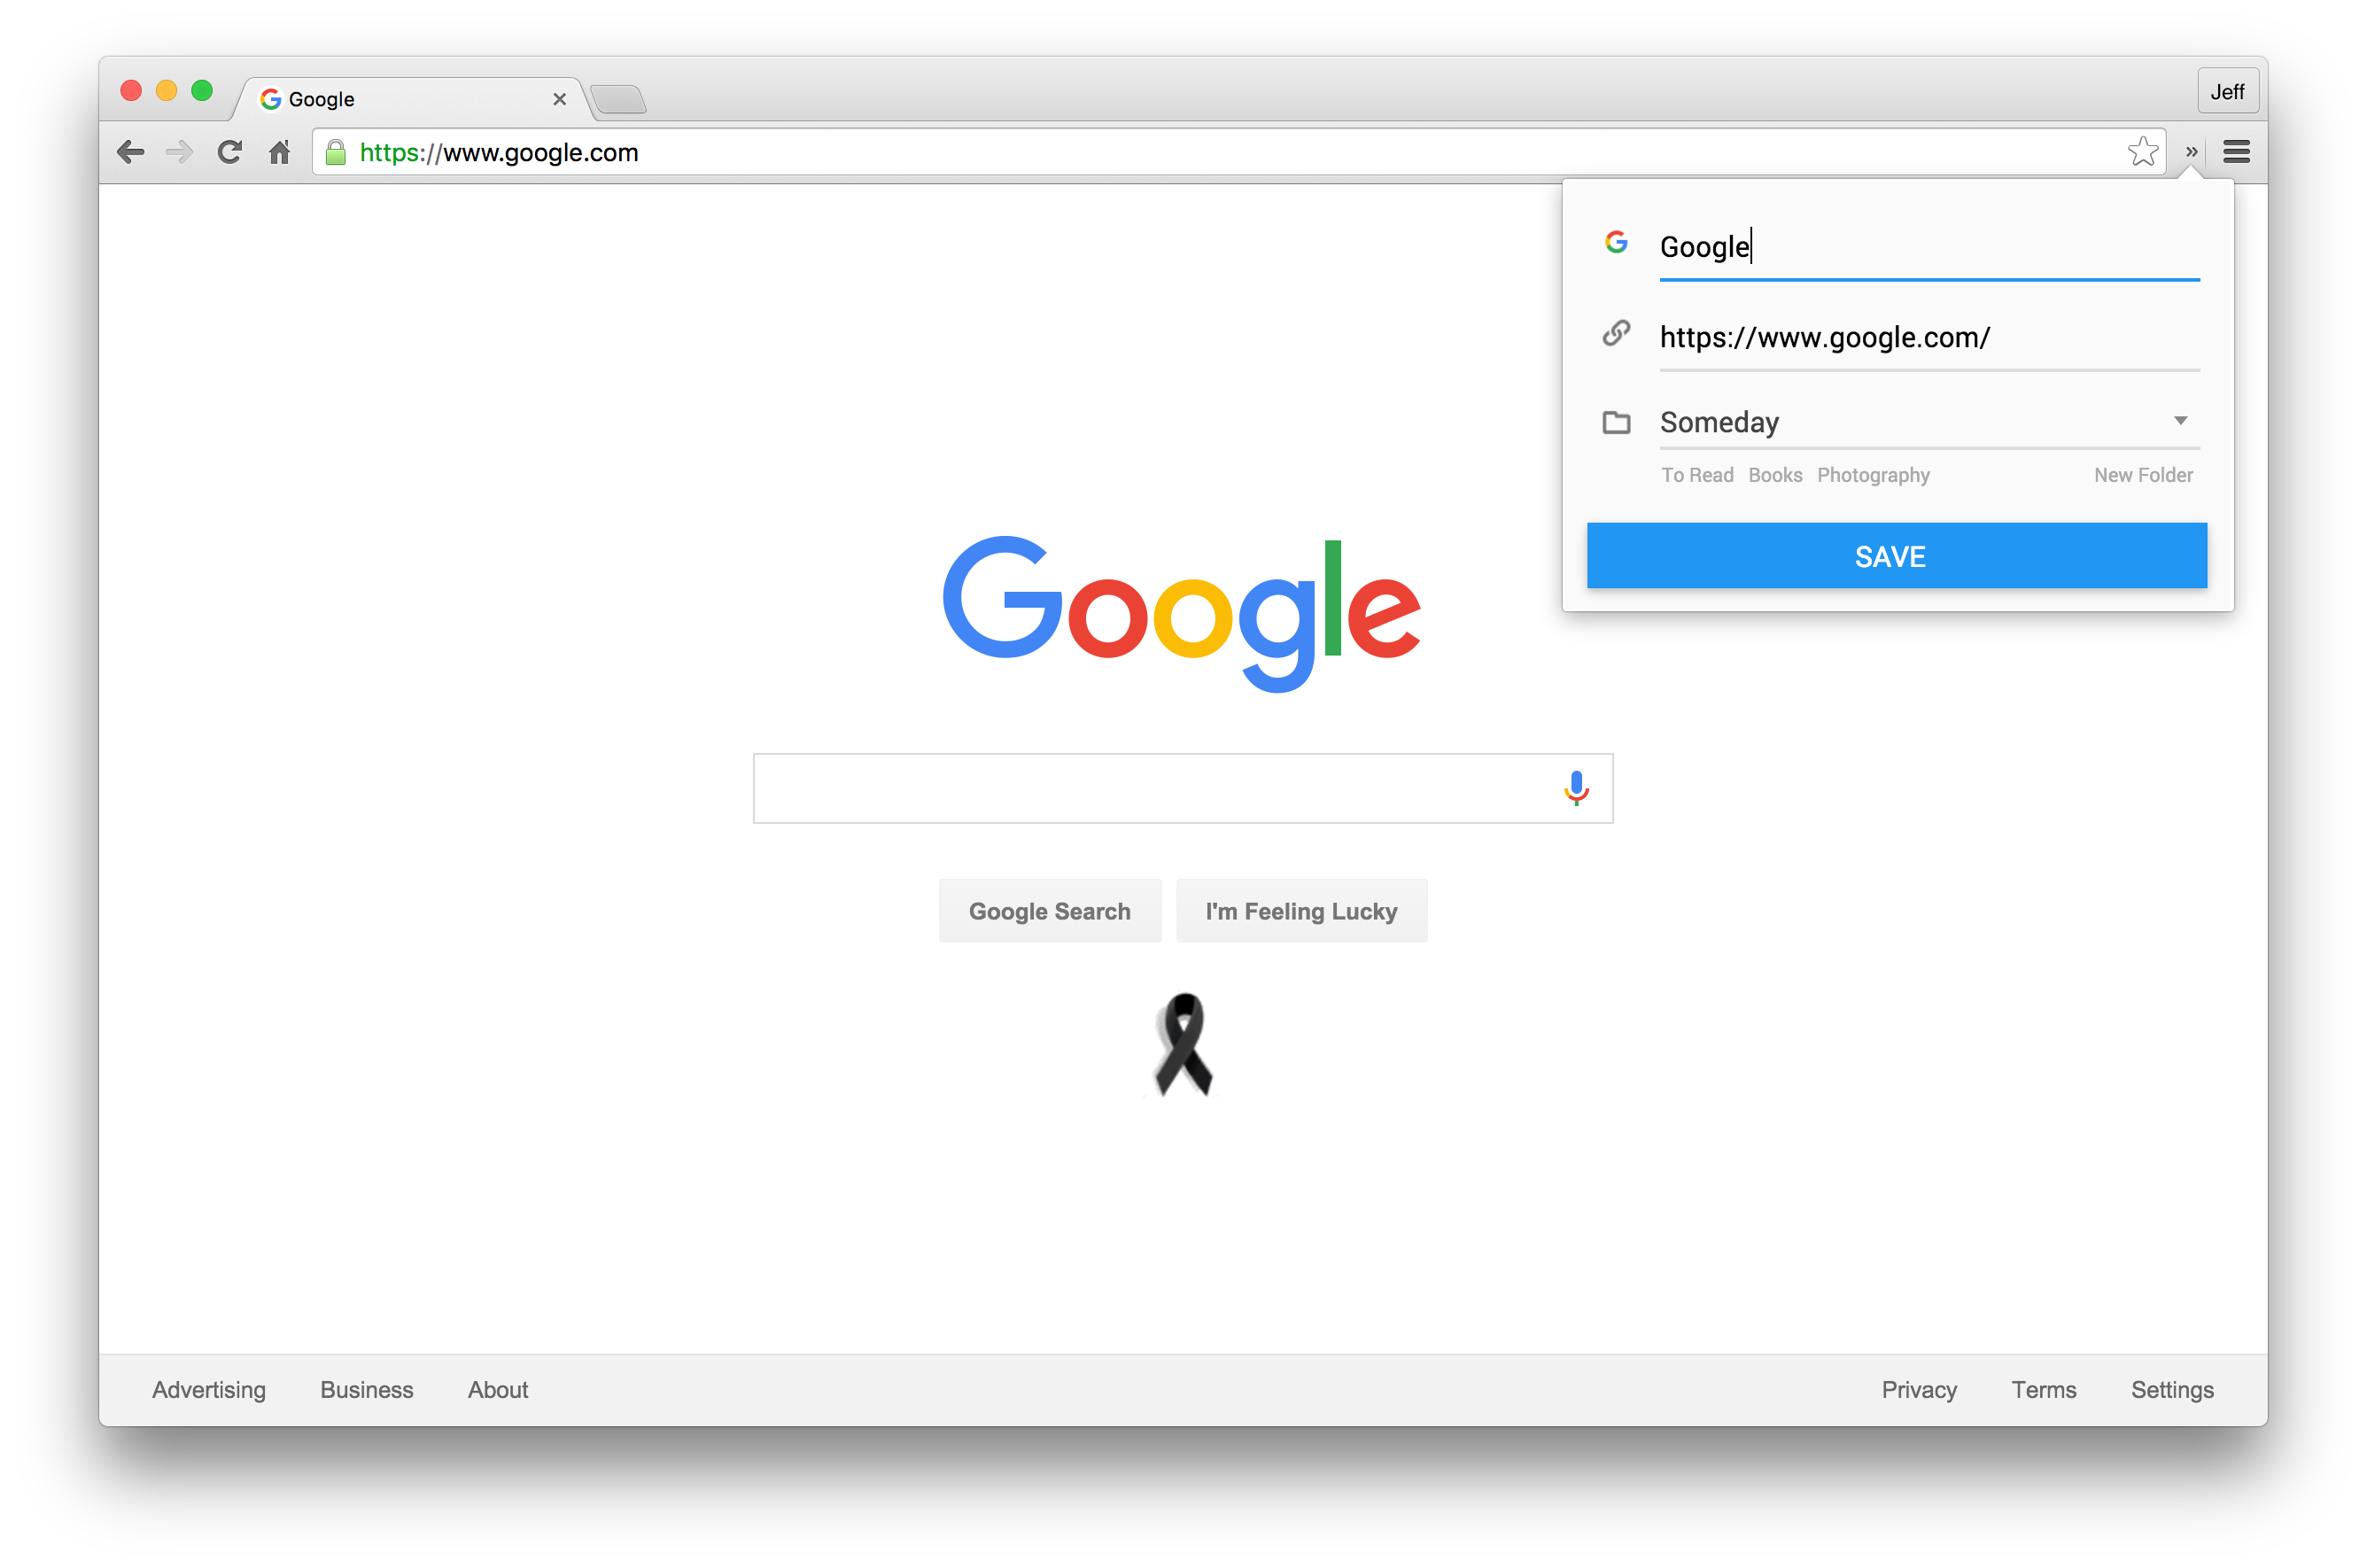 Google
Jeff
https://www.google.com
»
Google
https://www.google.com/
Someday
To Read Books Photography New Folder
SAVE
Google
Google Search I'm Feeling Lucky
Advertising Business About Privacy Terms Settings